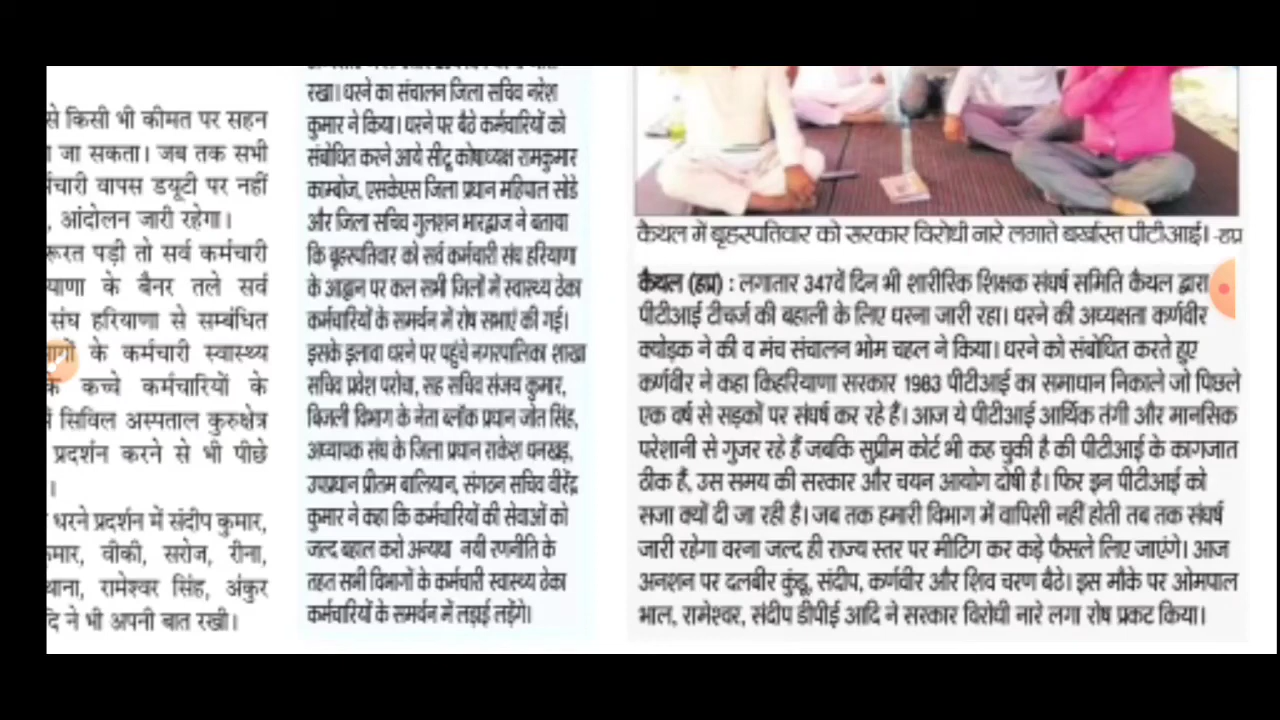 से किसी भी कीमत पर सहन
जा सकता। जब तक सभी
र्मचारी वापस डयूटी पर नहीं
, आंदोलन जारी रहेगा।
रूरत पड़ी तो सर्व कर्मचारी
याणा के बैनर तले सर्व
संघ हरियाणा से सम्बंधित
के कर्मचारी स्वास्थ्य
के कच्चे कर्मचारियों के
सिविल अस्पताल कुरुक्षेत्र
प्रदर्शन करने से भी पीछे
।
धरने प्रदर्शन में संदीप कुमार,
मार, वीकी, सरोज, रीना,
थाना, रामेश्वर सिंह, अंकुर
दि ने भी अपनी बात रखी।
रखा। धरने का संचालन जिला सचिव नरेश
कुमार ने किया। धरने पर बैठे कर्मचारियों को
संबोधित करने आये सीटू कोषाध्यक्ष रामकुमार
काम्बोज, एसकेएस जिला प्रधान महिपाल सोडे
और जिला सचिव गुलशन भारद्वाज ने बतावा
कि बृहस्पतिवार को सर्व कर्मचारी संघ हरियाणा
के आह्वान पर कल सभी जिलों में स्वास्थ्य ठेका
कर्मचारियों के समर्थन में रोष सभाएं की गई।
इसके इलावा धरने पर पहुंचे नगरपालिका शाखा
सचिव प्रवेश परोचा, सह सचिव संजय कुमार,
बिजली विभाग के नेता ब्लॉक प्रधान जोत सिंह,
अध्यापक संघ के जिला प्रधान राकेश पनखड़,
उपप्रधान प्रीतम बालियान, संगठन सचिव वीरेंद्र
कुमार ने कहा कि कर्मचारियों की सेवाओं को
जल्द बहाल करो अन्यथा नयी रणनीति के
तहत सभी विभागों के कर्मचारी स्वास्थ्य ठेका
कर्मचारियों के समर्थन में लड़ाई लड़ेंगे।
कैथल में बृहस्पतिवार को सरकार विरोधी नारे लगाते बर्खास्त पीटीआई। -हप्र
कैथल (हप्र) : लगातार 347वें दिन भी शारीरिक शिक्षक संघर्ष समिति कैथल द्वारा
पीटीआई टीचर्ज की बहाली के लिए धरना जारी रहा। धरने की अध्यक्षता कर्णवीर
क्योड़क ने की व मंच संचालन भोम चहल ने किया। धरने को संबोधित करते हुए
कर्णवीर ने कहा किहरियाणा सरकार 1983 पीटीआई का समाधान निकाले जो पिछले
एक वर्ष से सड़कों पर संघर्ष कर रहे हैं। आज ये पीटीआई आर्थिक तंगी और मानसिक
परेशानी से गुजर रहे हैं जबकि सुप्रीम कोर्ट भी कह चुकी है की पीटीआई के कागजात
ठीक हैं, उस समय की सरकार और चयन आयोग दोषी है। फिर इन पीटीआई को
सजा क्यों दी जा रही है। जब तक हमारी विभाग में वापिसी नहीं होती तब तक संघर्ष
जारी रहेगा वरना जल्द ही राज्य स्तर पर मीटिंग कर कड़े फैसले लिए जाएंगे। आज
अनशन पर दलबीर कुंडू, संदीप, कर्णवीर और शिव चरण बैठे। इस मौके पर ओमपाल
भाल, रामेश्वर, संदीप डीपीई आदि ने सरकार विरोधी नारे लगा रोष प्रकट किया।